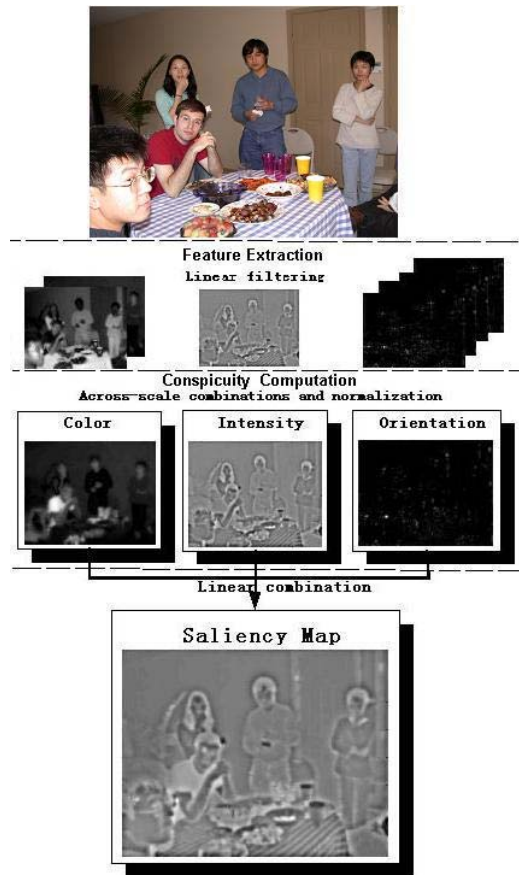 Feature Extraction
Linear filtering
Conspicuity Computation
Across-scale combinations and normalization
Color
Intensity
Orientation
Linear combination
Saliency Map